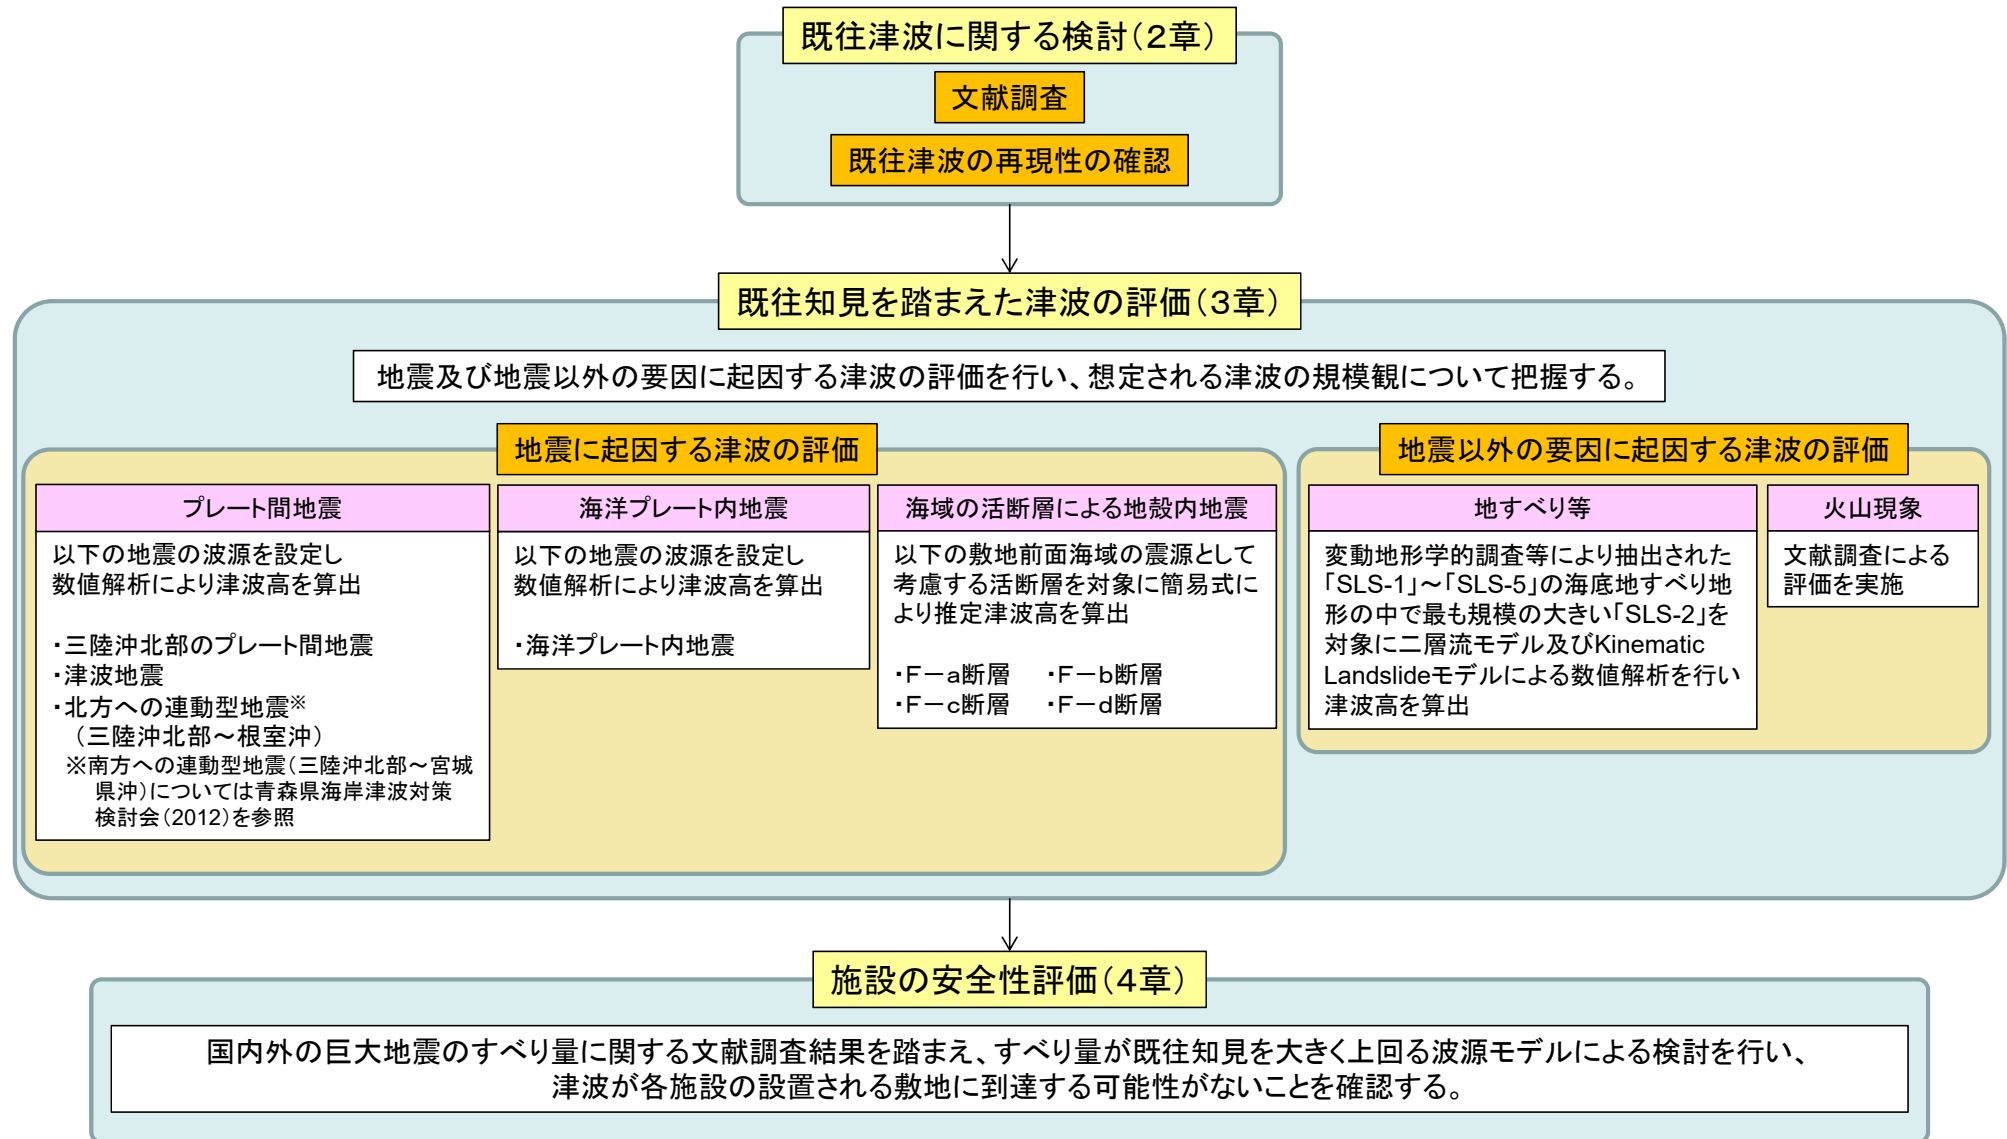 既往津波に関する検討(2章)
文献調査
既往津波の再現性の確認
既往知見を踏まえた津波の評価(3章)
地震及び地震以外の要因に起因する津波の評価を行い、想定される津波の規模観について把握する。
地震に起因する津波の評価
プレート間地震
以下の地震の波源を設定し
数値解析により津波高を算出
・三陸沖北部のプレート間地震
・津波地震
・北方への連動型地震※
(三陸沖北部~根室沖)
※南方への連動型地震(三陸沖北部~宮城
県沖)については青森県海岸津波対策
検討会(2012)を参照
海洋プレート内地震
以下の地震の波源を設定し
数値解析により津波高を算出
・海洋プレート内地震
海域の活断層による地殻内地震
以下の敷地前面海域の震源として
考慮する活断層を対象に簡易式に
より推定津波高を算出
・F-a断層 ・F-b断層
・F-c断層 ・F-d断層
地震以外の要因に起因する津波の評価
地すべり等
変動地形学的調査等により抽出された
「SLS-1」~「SLS-5」の海底地すべり地
形の中で最も規模の大きい「SLS-2」を
対象に二層流モデル及びKinematic
Landslideモデルによる数値解析を行い
津波高を算出
火山現象
文献調査による
評価を実施
施設の安全性評価(4章)
国内外の巨大地震のすべり量に関する文献調査結果を踏まえ、すべり量が既往知見を大きく上回る波源モデルによる検討を行い、
津波が各施設の設置される敷地に到達する可能性がないことを確認する。